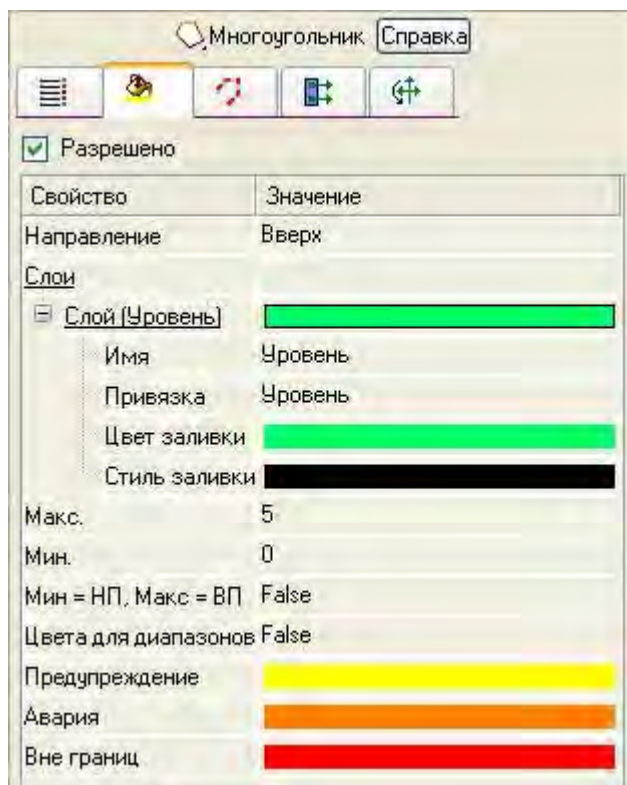 Многоугольник Справка
Разрешено
Свойство Значение
Направление Вверх
Слои
Слой (Уровень)
Имя Уровень
Привязка Уровень
Цвет заливки
Стиль заливки
Макс. 5
Мин. 0
Мин = НП, Макс = ВП False
Цвета для диапазонов False
Предупреждение
Авария
Вне границ